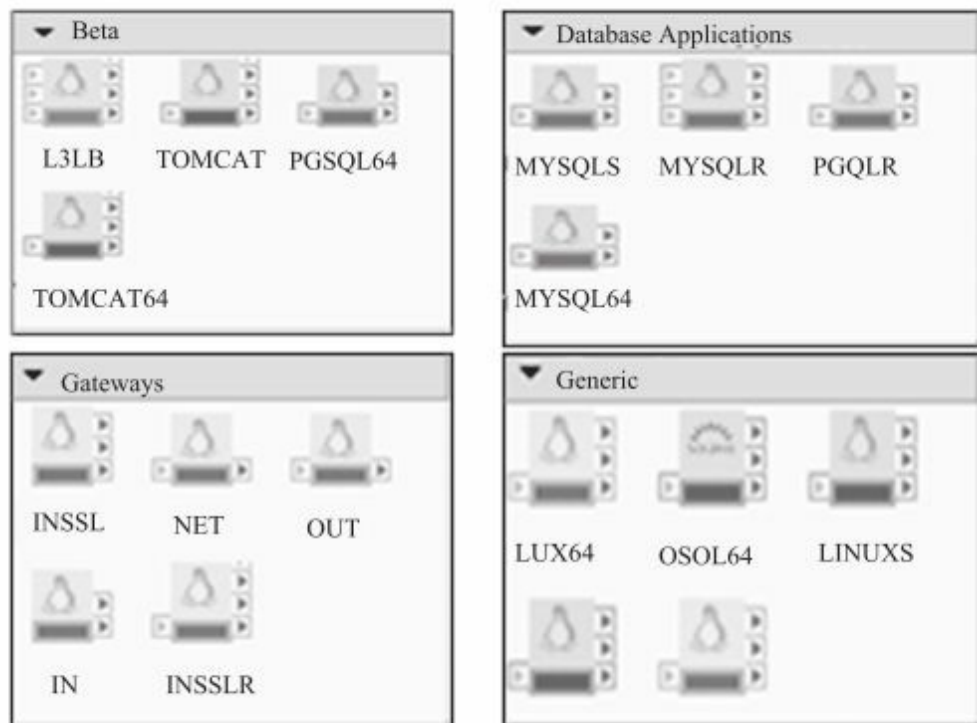 Beta
L3LB TOMCAT PGSQL64
TOMCAT64
Database Applications
MYSQLS MYSQLR PGQLR
MYSQL64
Gateways
INSSL NET OUT
IN INSSLR
Generic
LUX64 OSOL64 LINUXS